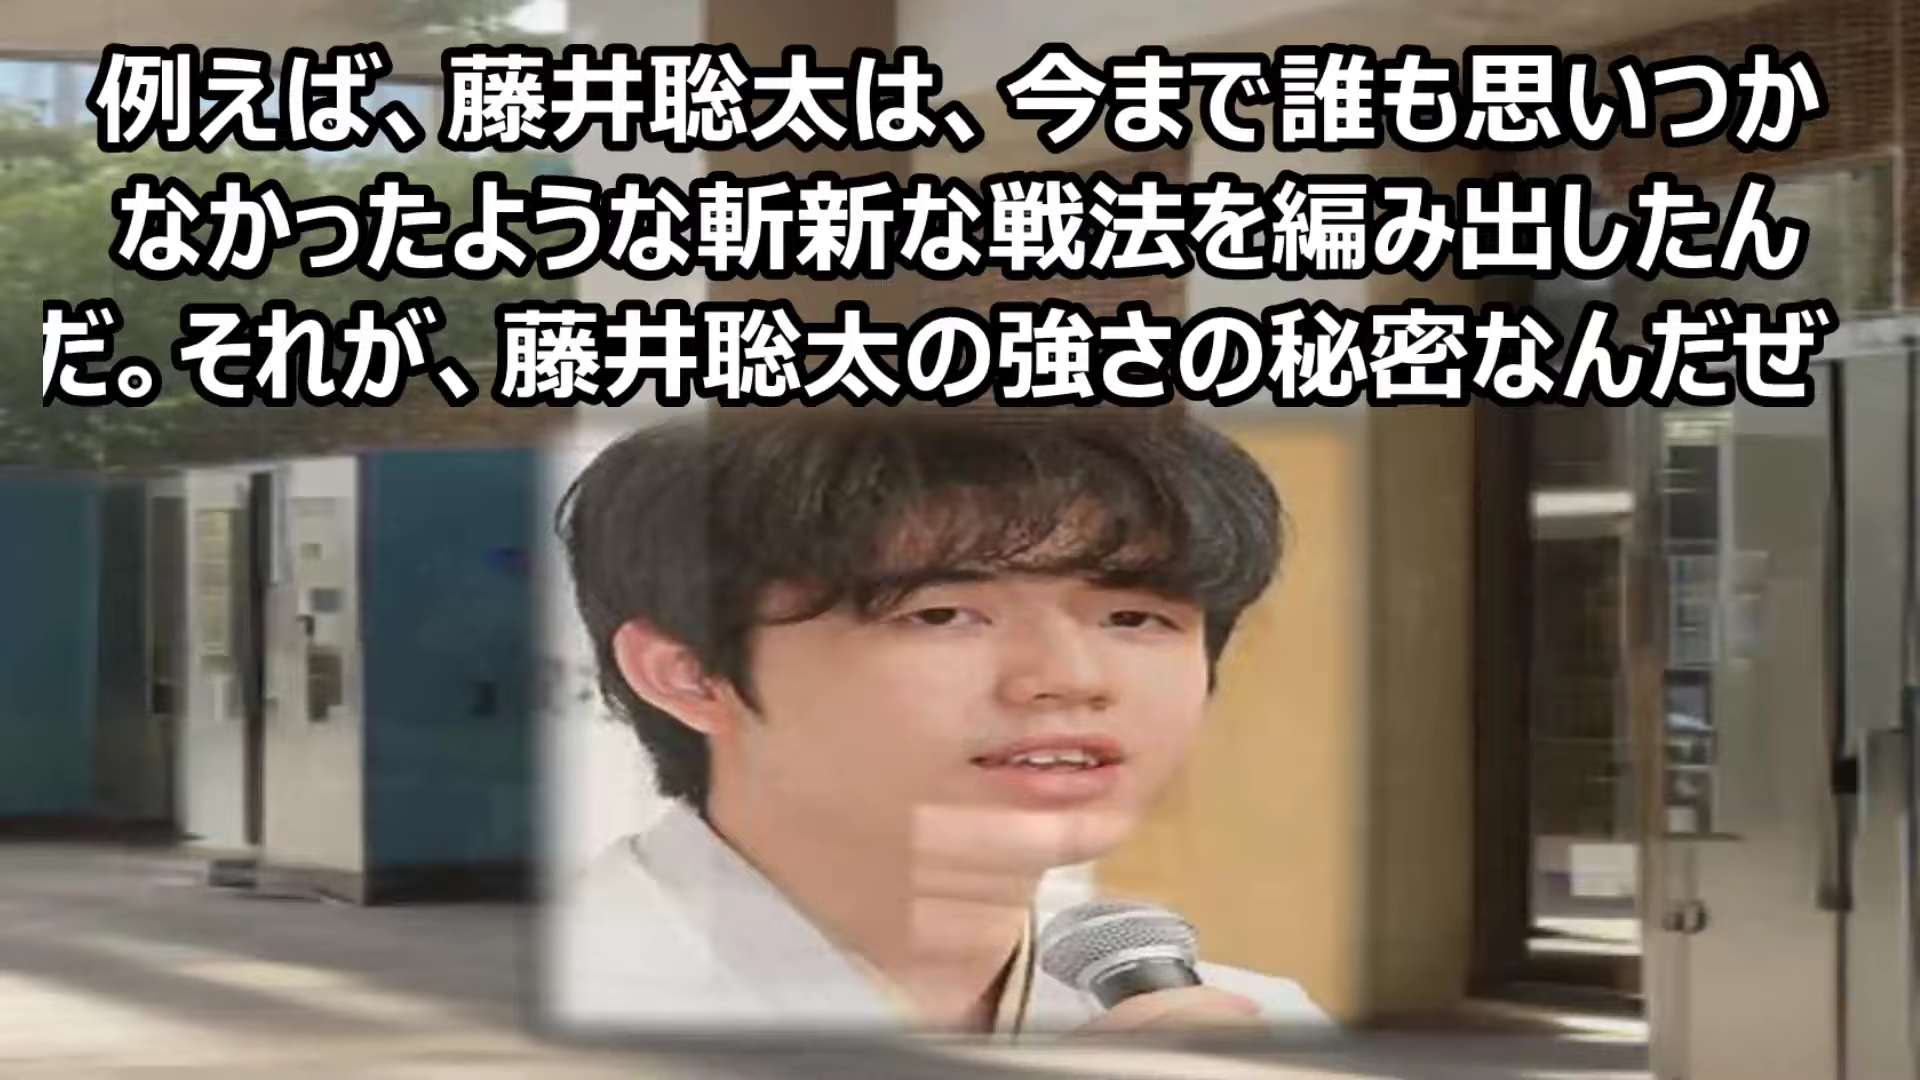 例えば、藤井聡太は、今まで誰も思いつか
なかったような斬新な戦法を編み出したん
だ。それが、藤井聡太の強さの秘密なんだぜ